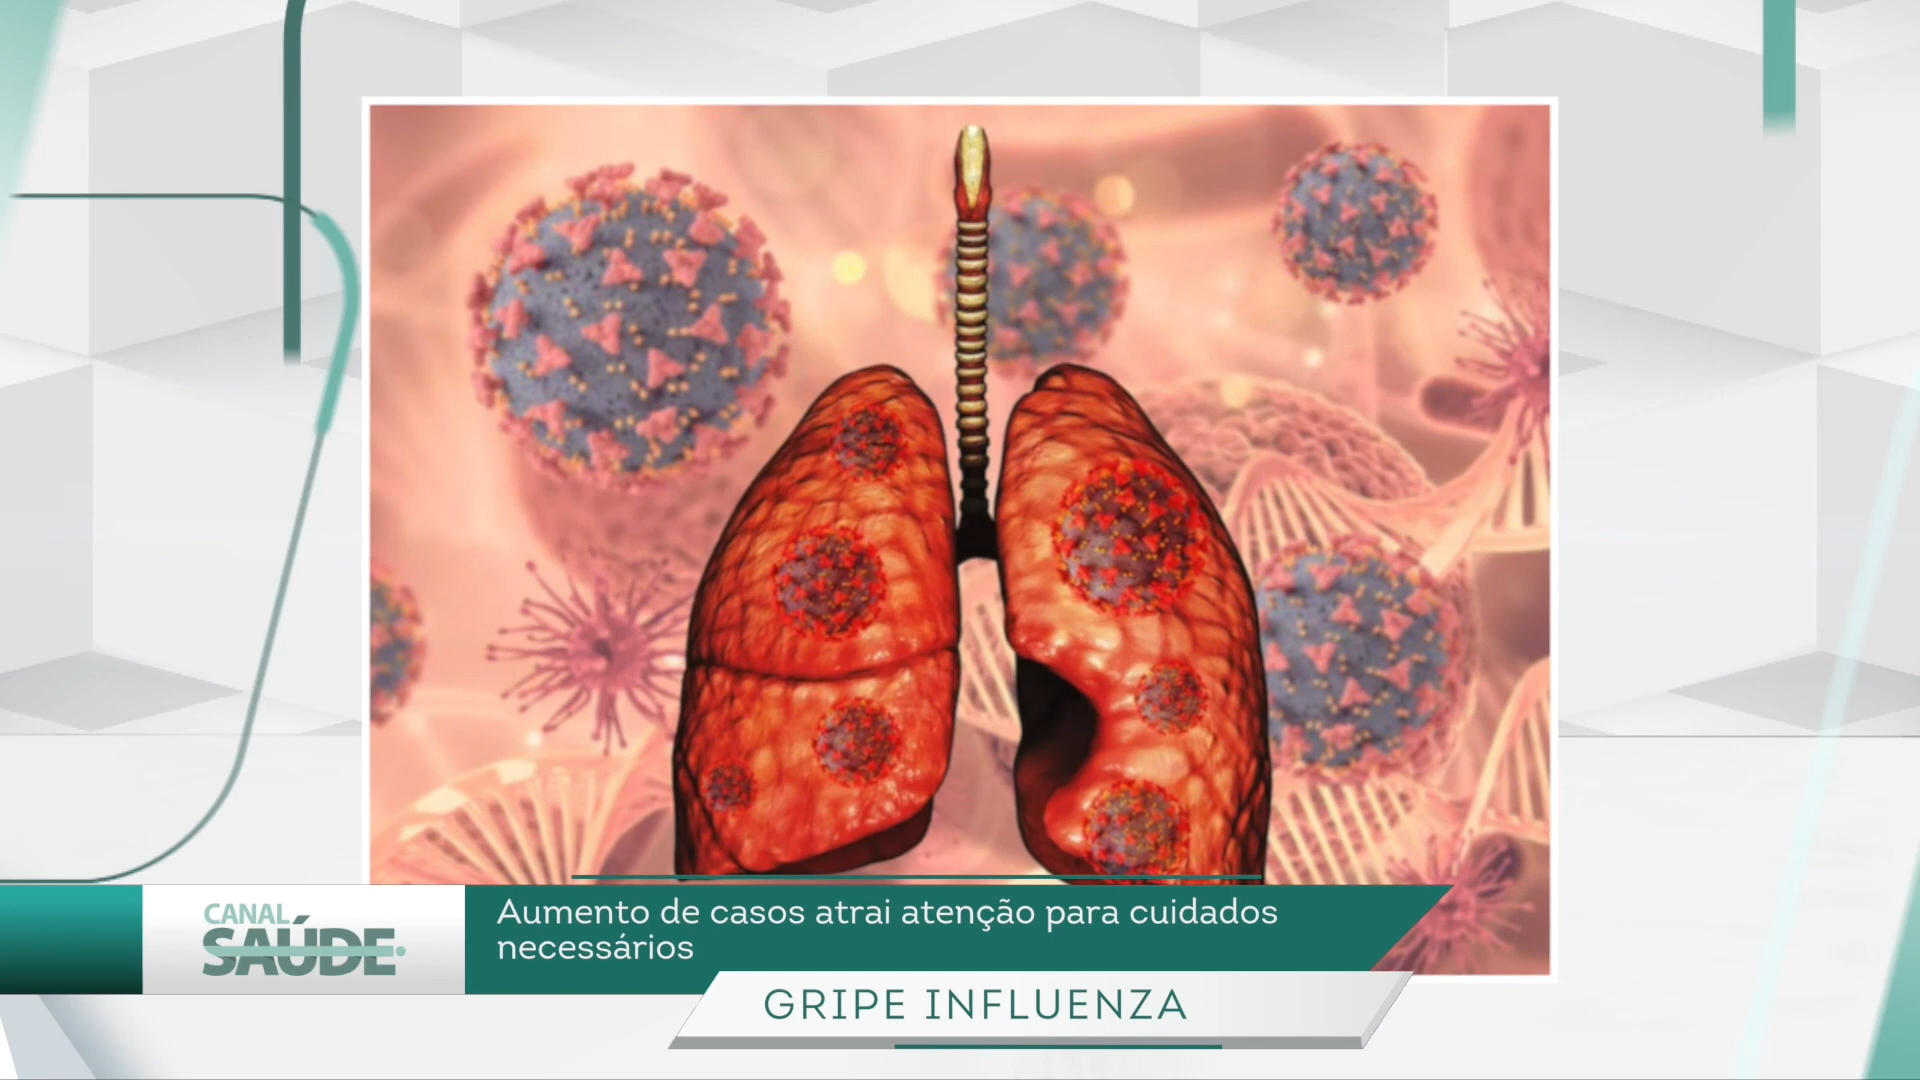 CANAL
SAÚDE
Aumento de casos atrai atenção para cuidados
necessários
GRIPE INFLUENZA